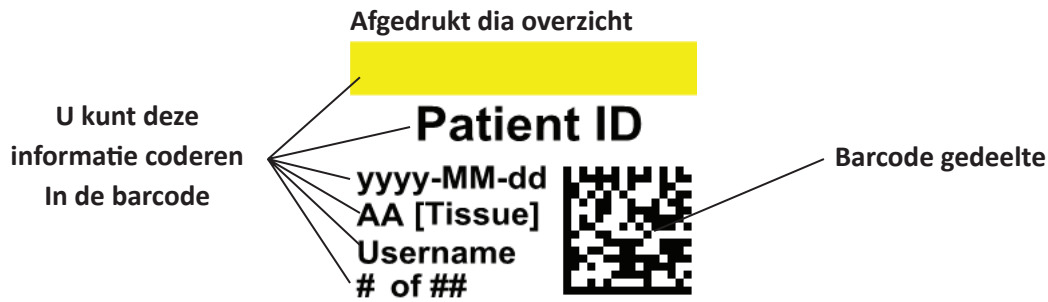 Afgedrukt dia overzicht
U kunt deze
informatie coderen
In de barcode
Patient ID
yyyy-MM-dd
AA [Tissue]
Username
# of ##
Barcode gedeelte